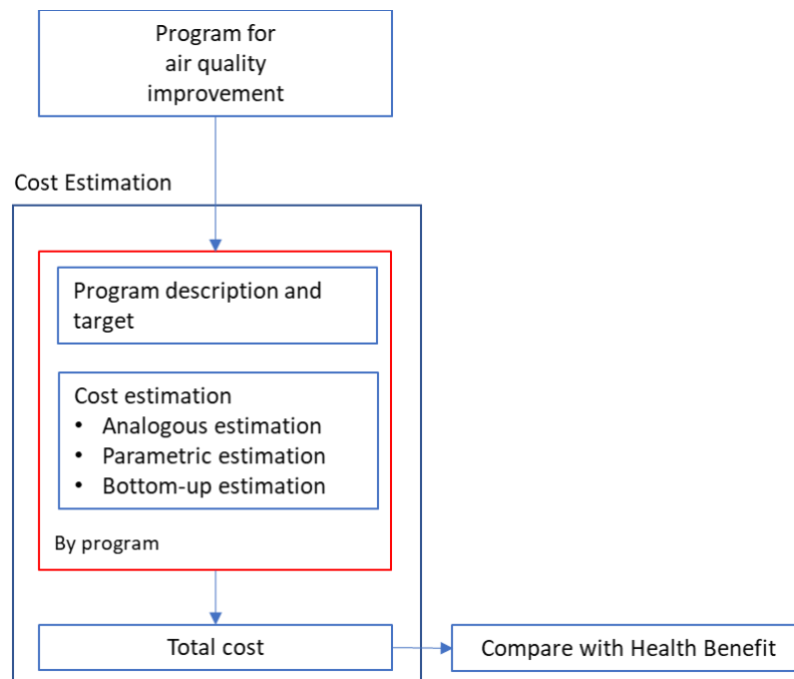 Program for
air quality
improvement
Cost Estimation
Program description and
target
Cost estimation
• Analogous estimation
• Parametric estimation
• Bottom-up estimation
By program
Total cost
Compare with Health Benefit